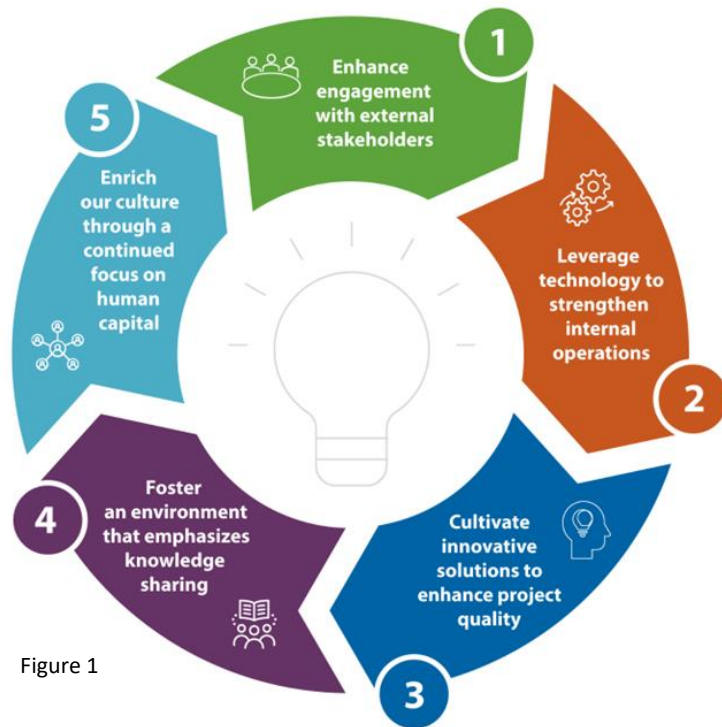 1
Enhance
engagement
with external
stakeholders
2
Leverage
technology to
strengthen
internal
operations
3
Cultivate
innovative
solutions to
enhance project
quality
4
Foster
an environment
that emphasizes
knowledge
sharing
5
Enrich
our culture
through a
continued
focus on
human
capital
Figure 1